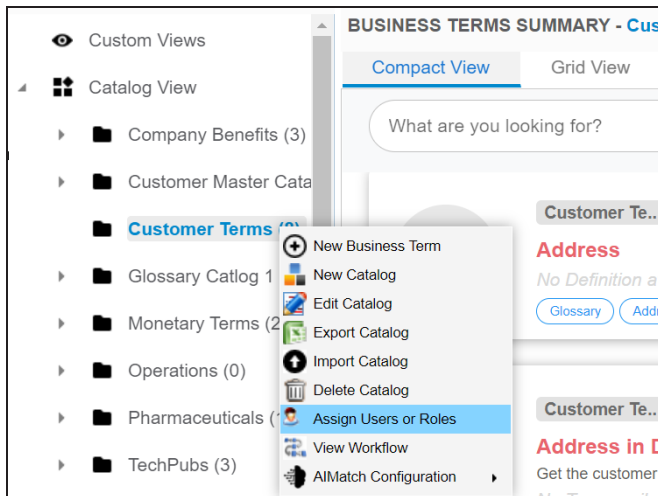 Custom Views
Catalog View
Company Benefits (3)
Customer Master Cata
Customer Terms
Glossary Catlog 1
Monetary Terms (2
Operations (0)
Pharmaceuticals (
TechPubs (3)
New Business Term
New Catalog
Edit Catalog
Export Catalog
Import Catalog
Delete Catalog
Assign Users or Roles
View Workflow
AIMatch Configuration
BUSINESS TERMS SUMMARY - Cus
Compact View Grid View
What are you looking for?
Customer Te...
Address
No Definition a
Glossary Addr
Customer Te...
Address in D
Get the customer